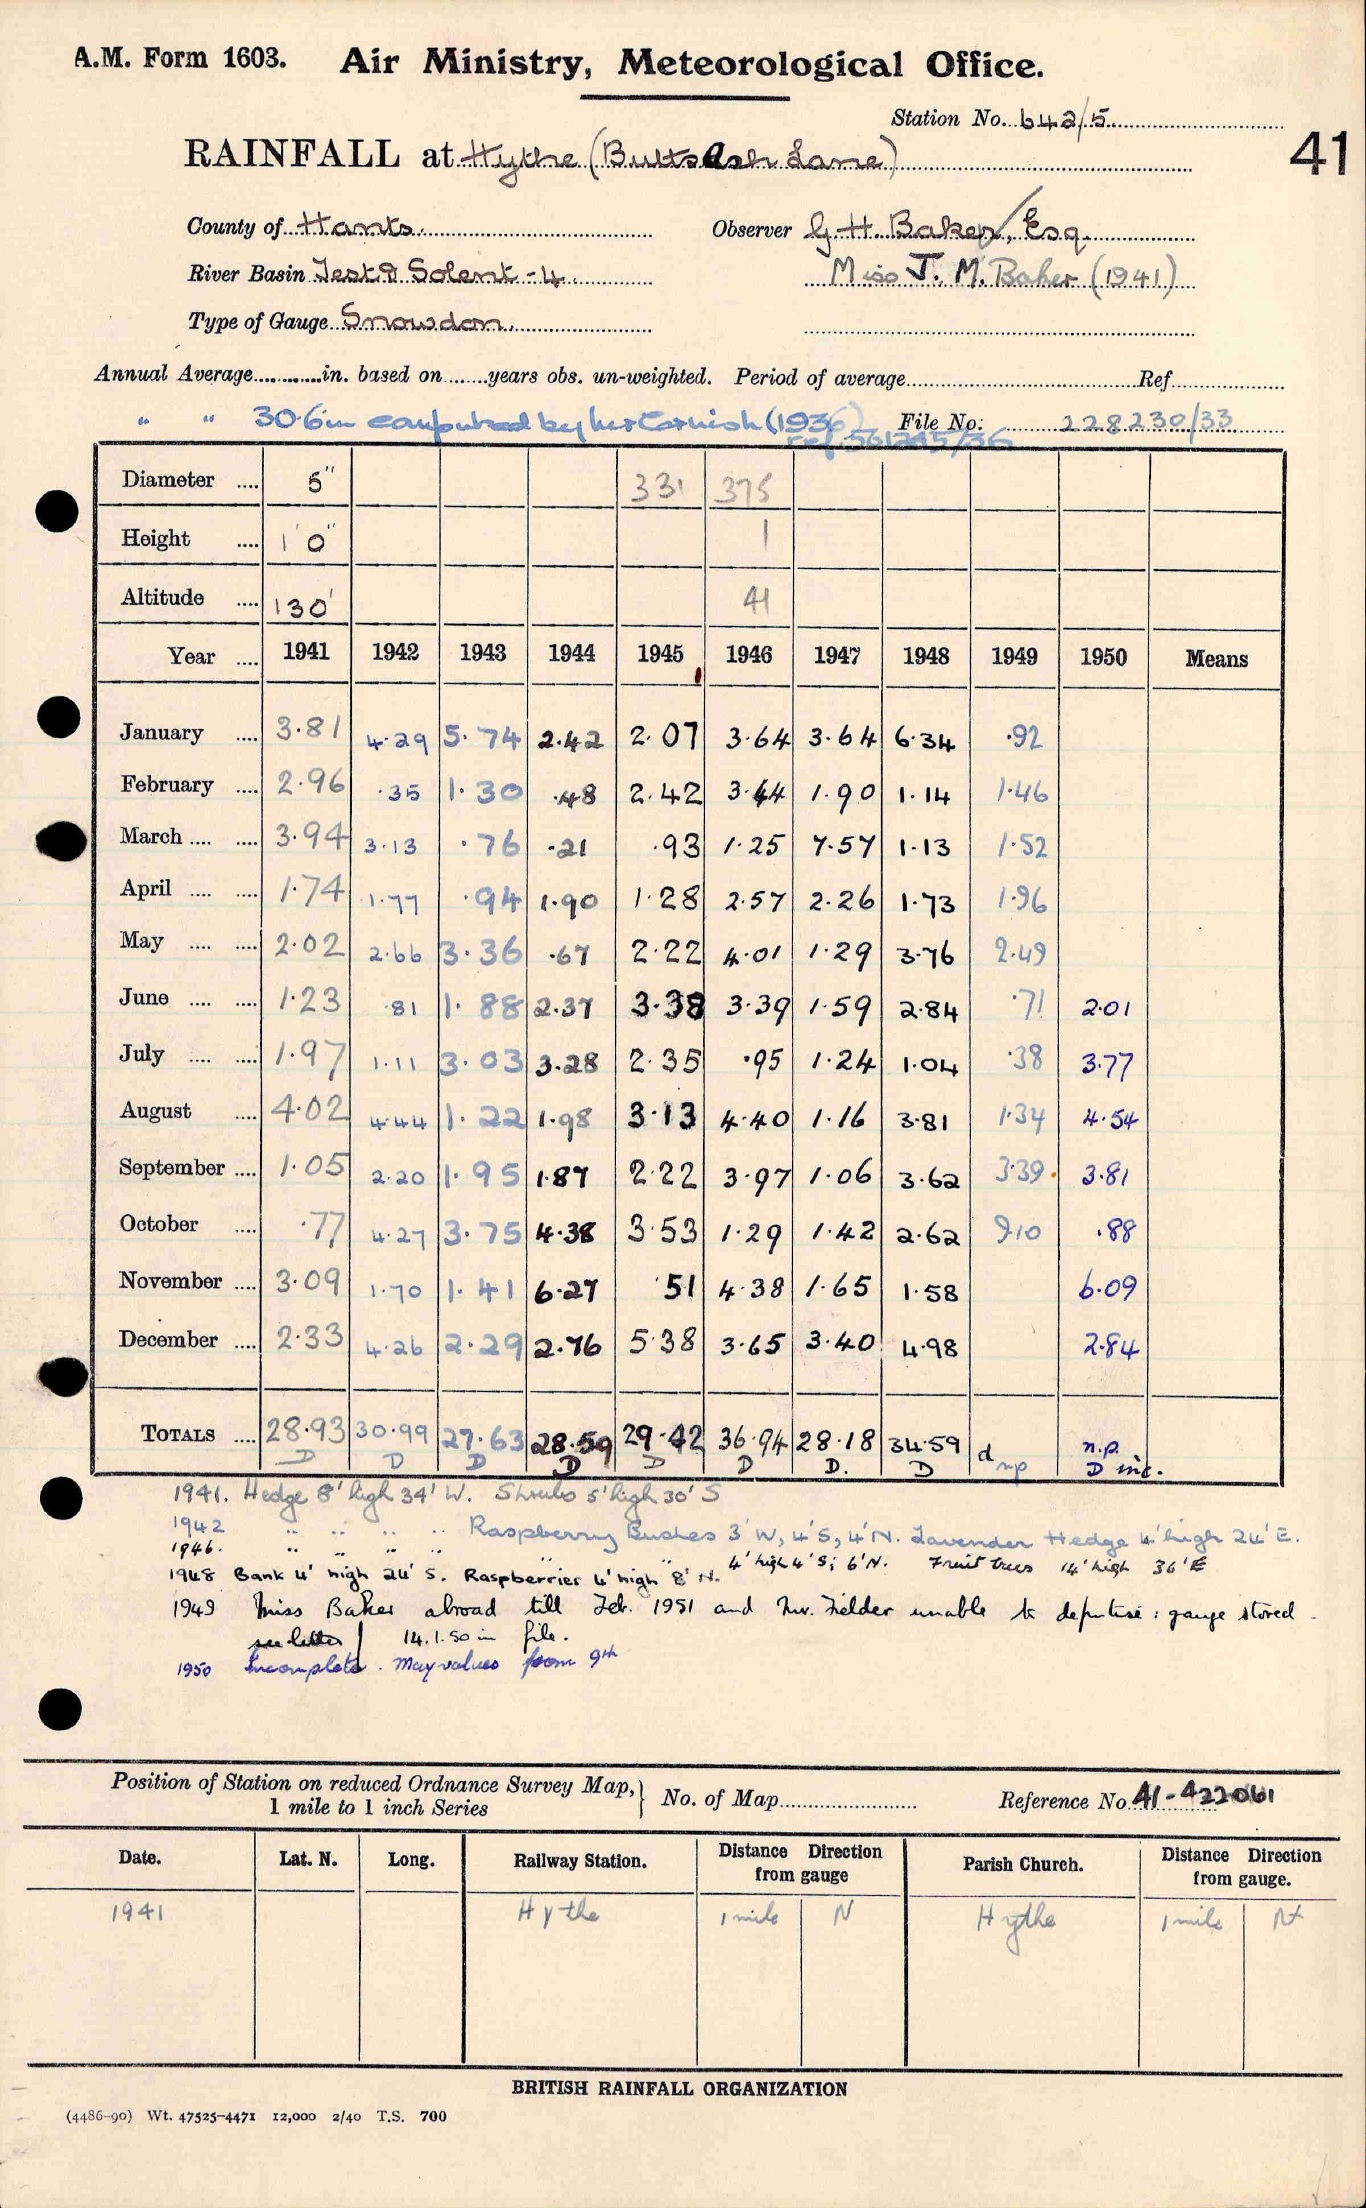 A.M. Form 1603. Air Ministry, Meteorological Office.
Station No. 642/5.
41
RAINFALL at Hythe (Butts Ash Lane)
County of Hants. Observer G. H. Baker, Esq.
River Basin Test & Solent - 4. Miss J. M. Baker (1941)
Type of Gauge Snowdon.
Annual Average............in. based on........years obs. un-weighted. Period of average............Ref............
" " 30.6in computed by Mr Cornish (1936) File No. 228230/33
ref. 561245/36
Diameter .... 5" 331 375
Height .... 1' 0" 1
Altitude .... 130' 41
Year .... 1941 1942 1943 1944 1945 1946 1947 1948 1949 1950 Means
January .... 3.81 4.29 5.74 2.42 2.07 3.64 3.64 6.34 .92
February .... 2.96 .35 1.30 .48 2.42 3.44 1.90 1.14 1.46
March .... .... 3.94 3.13 .76 .21 .93 1.25 7.57 1.13 1.52
April .... .... 1.74 1.77 .94 1.90 1.28 2.57 2.26 1.73 1.96
May .... .... 2.02 2.66 3.36 .67 2.22 4.01 1.29 3.76 2.49
June .... .... 1.23 .81 1.88 2.37 3.38 3.39 1.59 2.84 .71 2.01
July .... .... 1.97 1.11 3.03 3.28 2.35 .95 1.24 1.04 .38 3.77
August .... 4.02 4.44 1.22 1.98 3.13 4.40 1.16 3.81 1.34 4.54
September .... 1.05 2.20 1.95 1.87 2.22 3.97 1.06 3.62 3.39 3.81
October .... .77 4.27 3.75 4.38 3.53 1.29 1.42 2.62 9.10 .88
November .... 3.09 1.70 1.41 6.27 .51 4.38 1.65 1.58 6.09
December .... 2.33 4.26 2.29 2.76 5.38 3.65 3.40 4.98 2.84
TOTALS .... 28.93 30.99 27.63 28.59 29.42 36.94 28.18 34.59 d n.p.
D D D D D D D. D np D inc.
1941. Hedge 8' high 34' W. Shrubs 5' high 30' S
1942 " " " " Raspberry Bushes 3' W, 4' S, 4' N. Lavender Hedge 4' high 24' E.
1946. " " " " " " 4' high 4' S; 6' N. Fruit trees 14' high 36' E
1948 Bank 4' high 24' S. Raspberries 4' high 8' N.
1949 Miss Baker abroad till Feb. 1951 and Mr. Fielder unable to deputise: gauge stored -
see letter 14.1.50 in file.
1950 Incomplete. May values from 9th
Position of Station on reduced Ordnance Survey Map, } No. of Map............ Reference No. 41-422061
1 mile to 1 inch Series
Date. Lat. N. Long. Railway Station. Distance Direction from gauge Parish Church. Distance Direction from gauge.
1941 Hythe 1 mile N Hythe 1 mile N
BRITISH RAINFALL ORGANIZATION
(4486-90) Wt. 47525-4471 12,000 2/40 T.S. 700